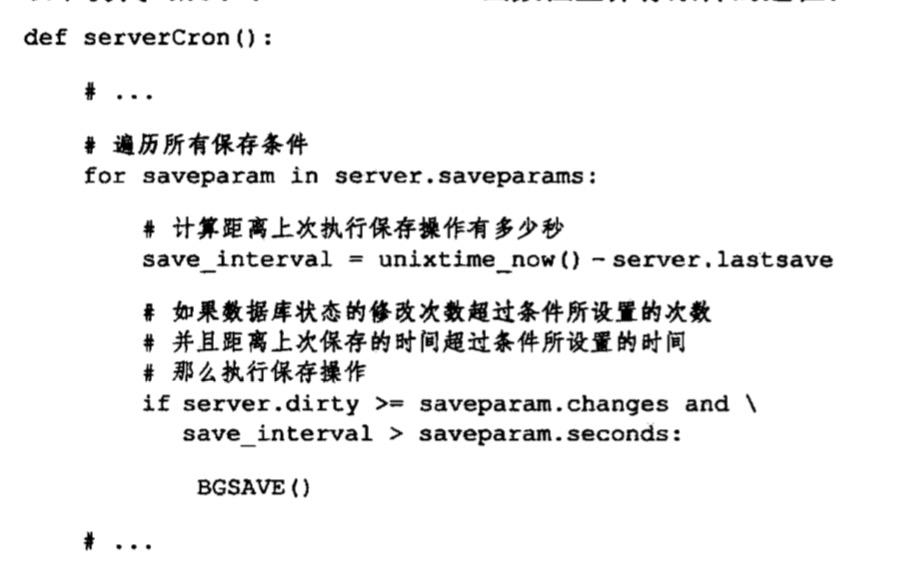 def serverCron():
# ...
# 遍历所有保存条件
for saveparam in server.saveparams:
# 计算距离上次执行保存操作有多少秒
save_interval = unixtime_now() - server.lastsave
# 如果数据库状态的修改次数超过条件所设置的次数
# 并且距离上次保存的时间超过条件所设置的时间
# 那么执行保存操作
if server.dirty >= saveparam.changes and \
save_interval > saveparam.seconds:
BGSAVE()
# ...